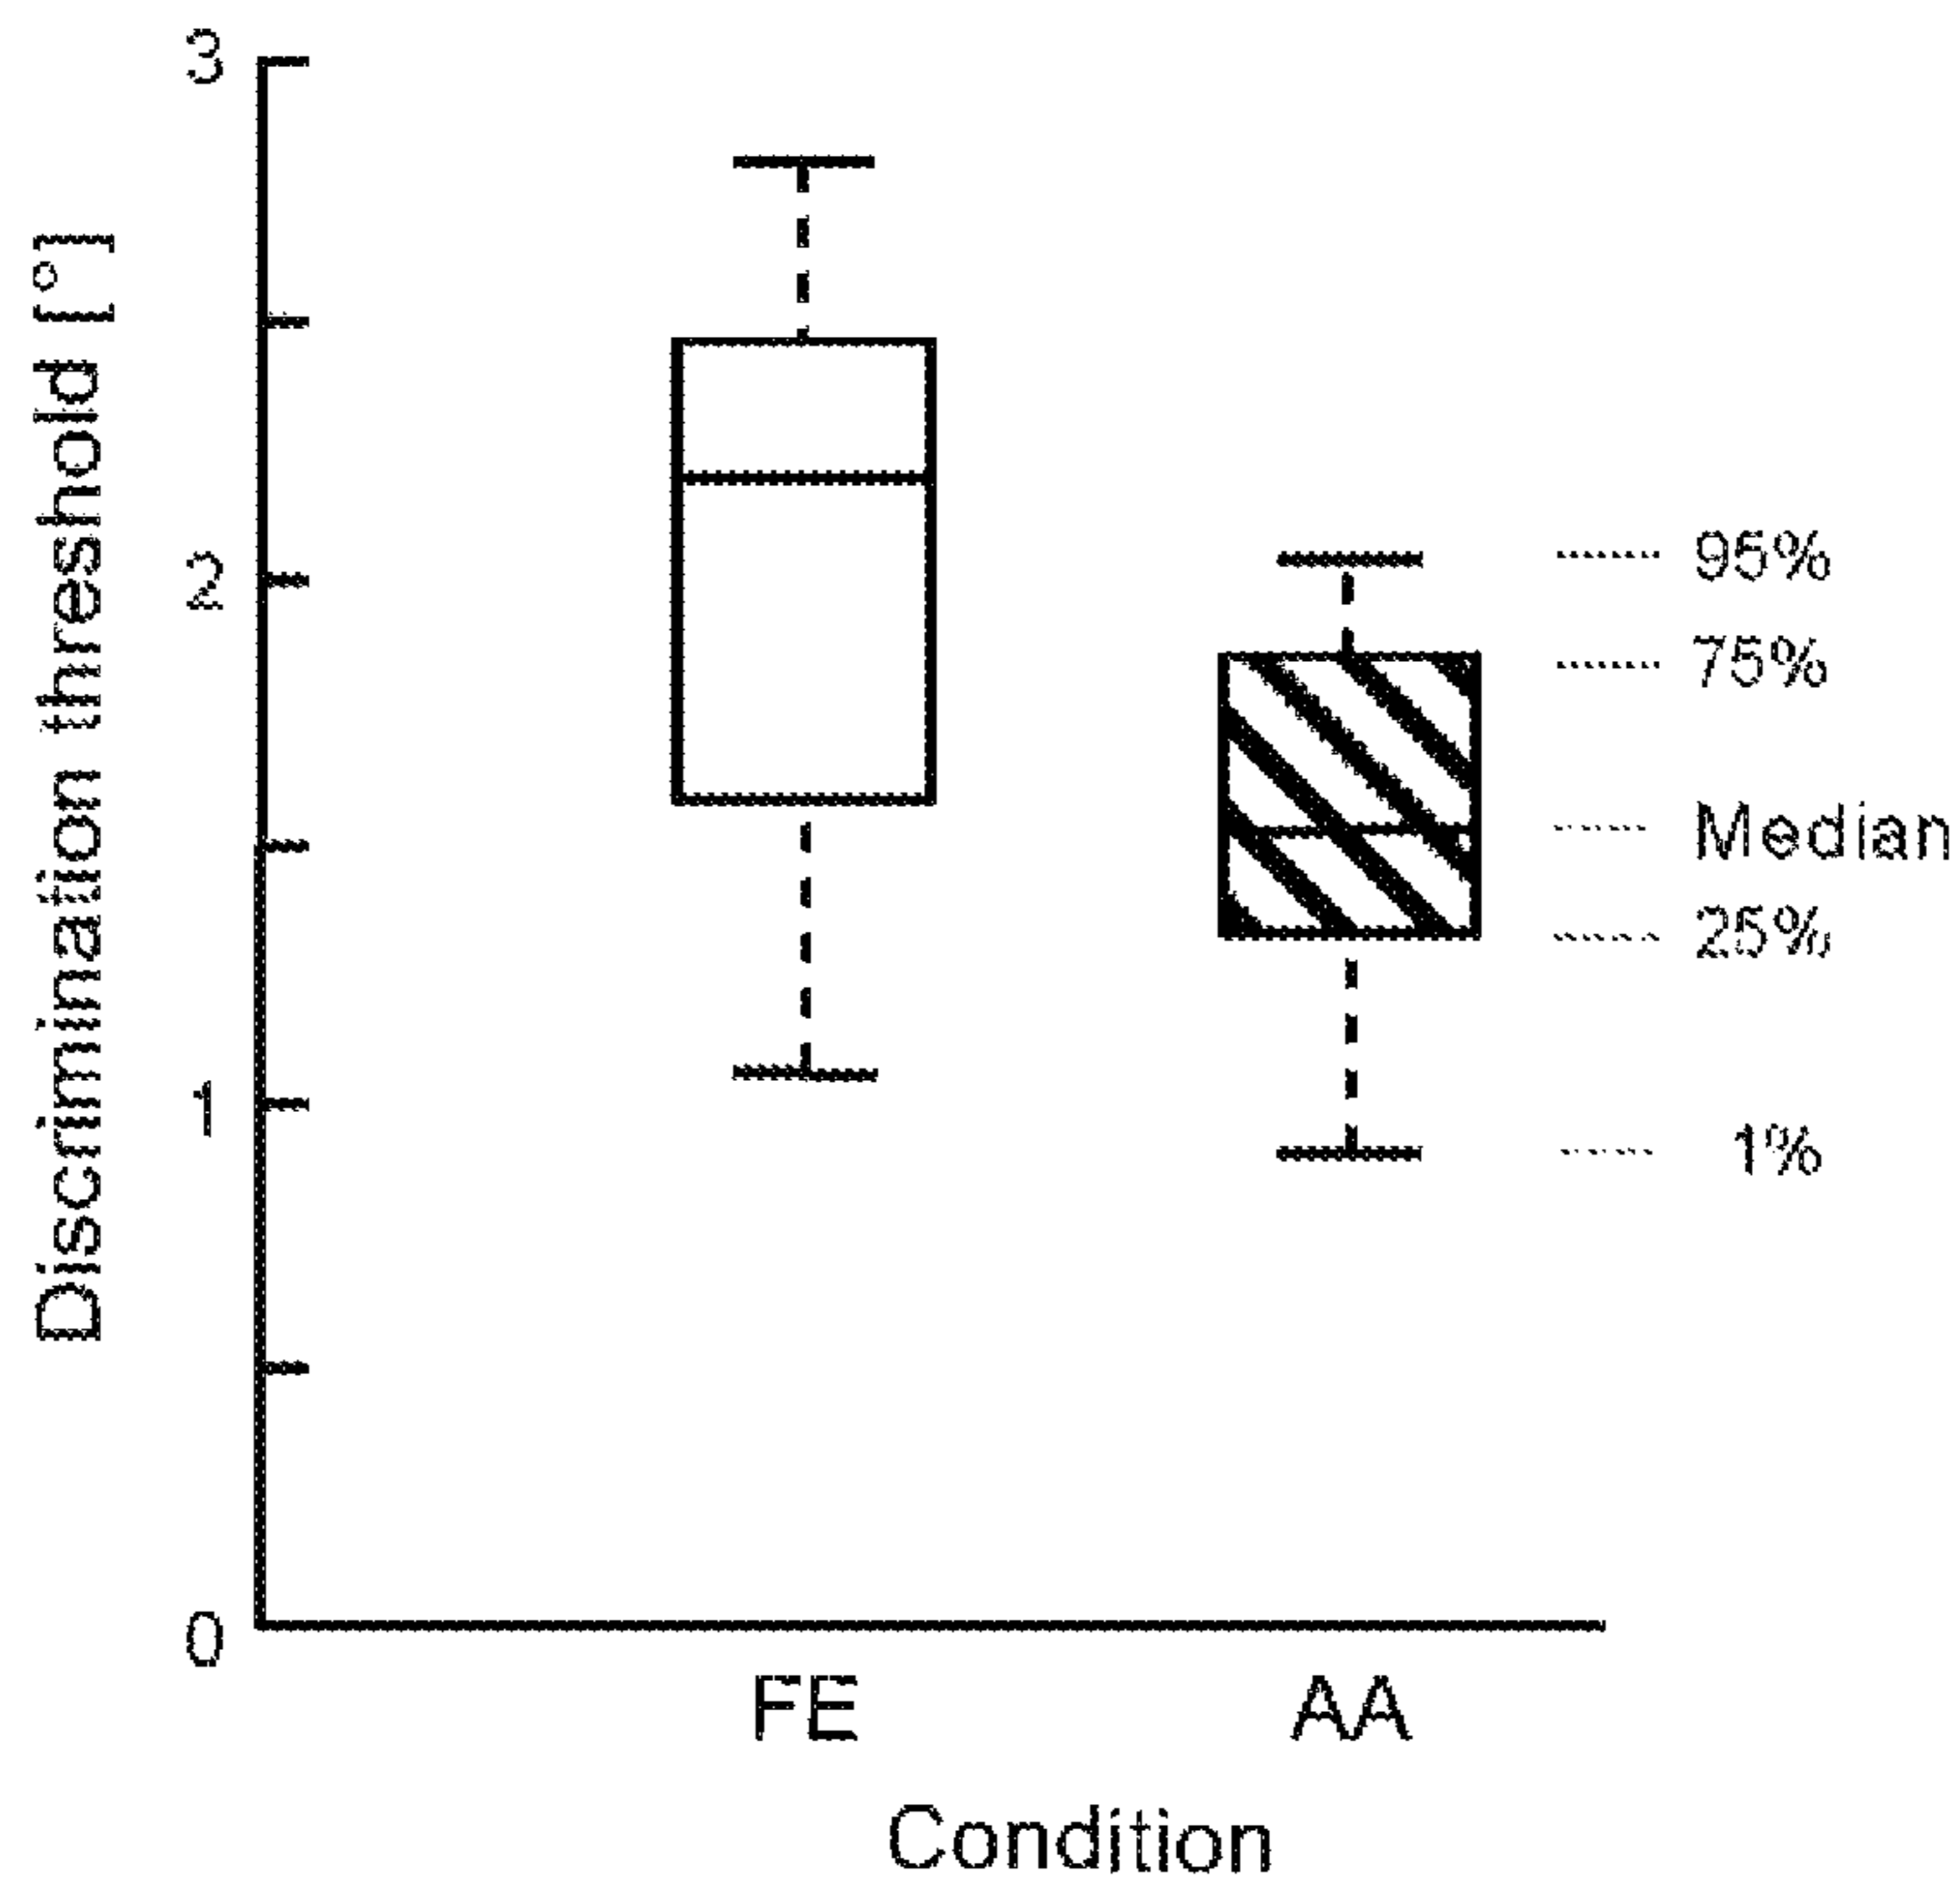 Discrimination threshold [°]
3
2
1
0
95%
75%
Median
25%
1%
FE
AA
Condition